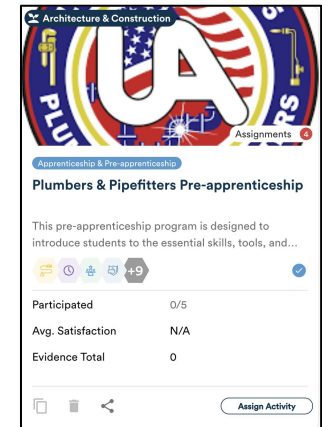 Architecture & Construction
UA
PLU
ERS
Assignments 4
Apprenticeship & Pre-apprenticeship
Plumbers & Pipefitters Pre-apprenticeship
This pre-apprenticeship program is designed to
introduce students to the essential skills, tools, and...
+9
Participated 0/5
Avg. Satisfaction N/A
Evidence Total 0
Assign Activity